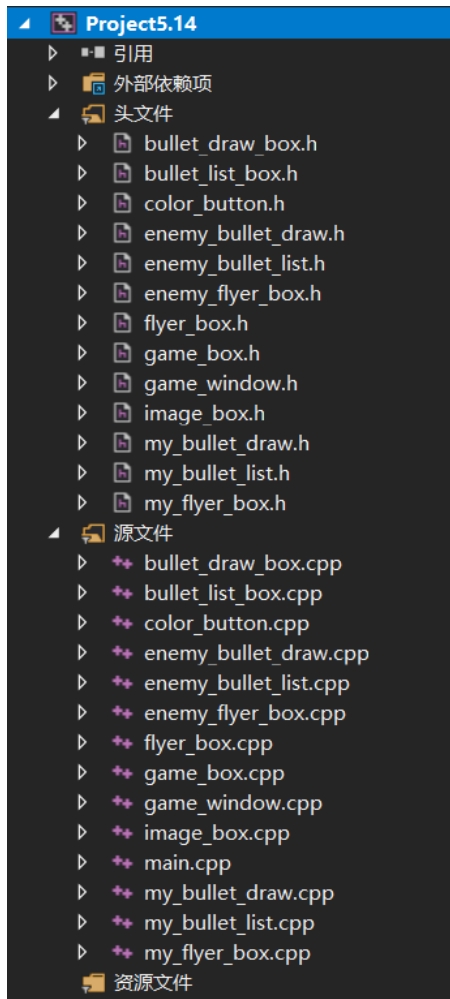 Project5.14
引用
外部依赖项
头文件
bullet_draw_box.h
bullet_list_box.h
color_button.h
enemy_bullet_draw.h
enemy_bullet_list.h
enemy_flyer_box.h
flyer_box.h
game_box.h
game_window.h
image_box.h
my_bullet_draw.h
my_bullet_list.h
my_flyer_box.h
源文件
bullet_draw_box.cpp
bullet_list_box.cpp
color_button.cpp
enemy_bullet_draw.cpp
enemy_bullet_list.cpp
enemy_flyer_box.cpp
flyer_box.cpp
game_box.cpp
game_window.cpp
image_box.cpp
main.cpp
my_bullet_draw.cpp
my_bullet_list.cpp
my_flyer_box.cpp
资源文件